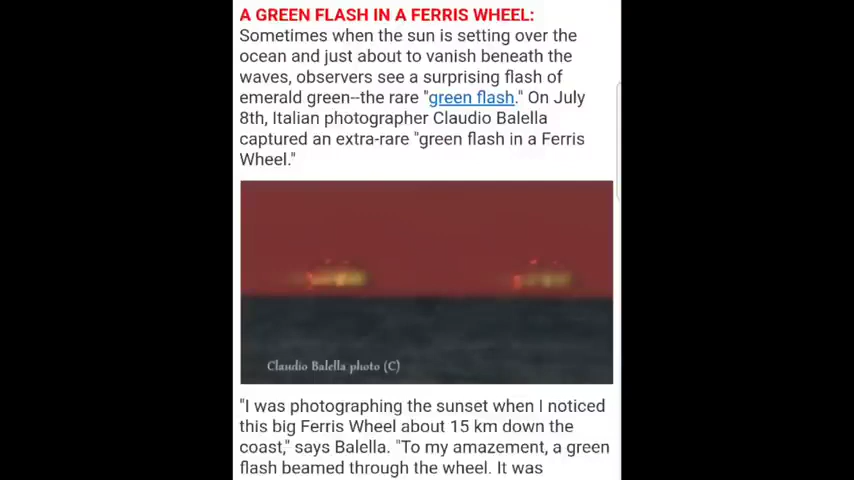 A GREEN FLASH IN A FERRIS WHEEL:
Sometimes when the sun is setting over the
ocean and just about to vanish beneath the
waves, observers see a surprising flash of
emerald green--the rare "green flash." On July
8th, Italian photographer Claudio Balella
captured an extra-rare "green flash in a Ferris
Wheel."
Claudio Balella photo (C)
"I was photographing the sunset when I noticed
this big Ferris Wheel about 15 km down the
coast," says Balella. "To my amazement, a green
flash beamed through the wheel. It was